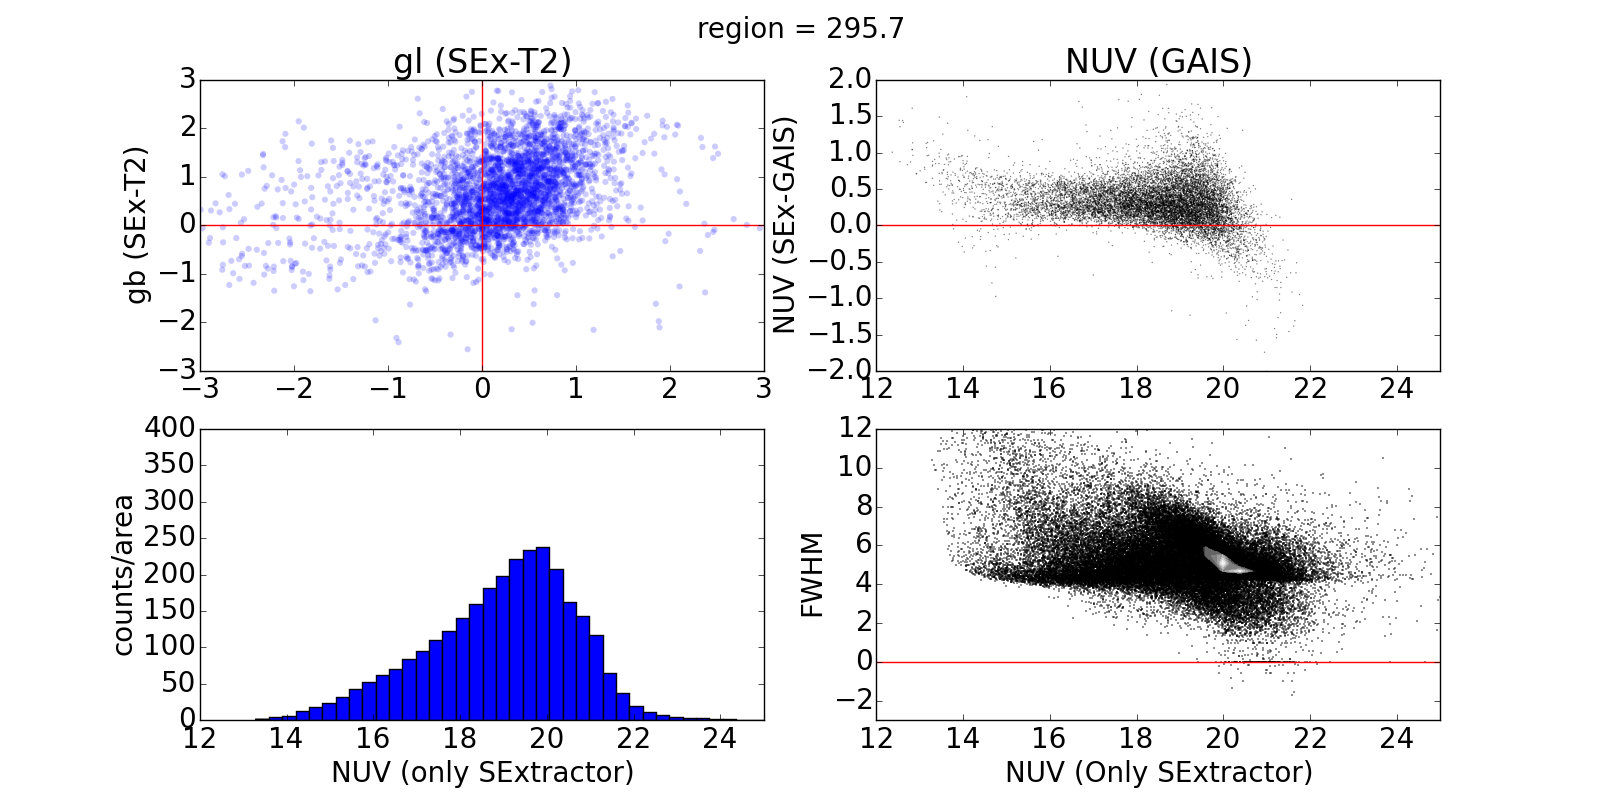 region = 295.7
gl (SEx-T2)
3
2
1
0
−1
−2
−3
gb (SEx-T2)
−3 −2 −1 0 1 2 3
NUV (GAIS)
2.0
1.5
1.0
0.5
0.0
−0.5
−1.0
−1.5
−2.0
NUV (SEx-GAIS)
12 14 16 18 20 22 24
400
350
300
250
200
150
100
50
0
counts/area
12 14 16 18 20 22 24
NUV (only SExtractor)
12
10
8
6
4
2
0
−2
FWHM
12 14 16 18 20 22 24
NUV (Only SExtractor)